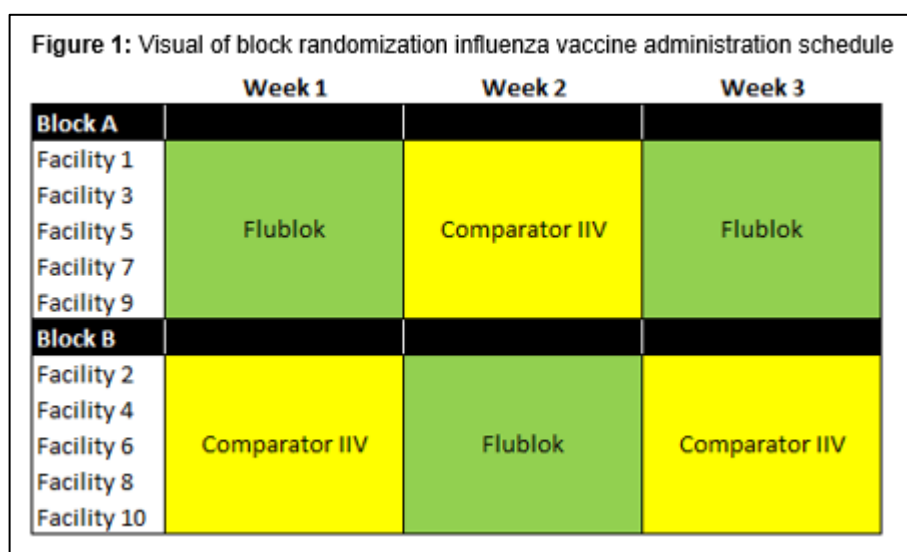 Figure 1: Visual of block randomization influenza vaccine administration schedule
Week 1 Week 2 Week 3
Block A
Facility 1
Facility 3
Facility 5 Flublok Comparator IIV Flublok
Facility 7
Facility 9
Block B
Facility 2
Facility 4
Facility 6 Comparator IIV Flublok Comparator IIV
Facility 8
Facility 10